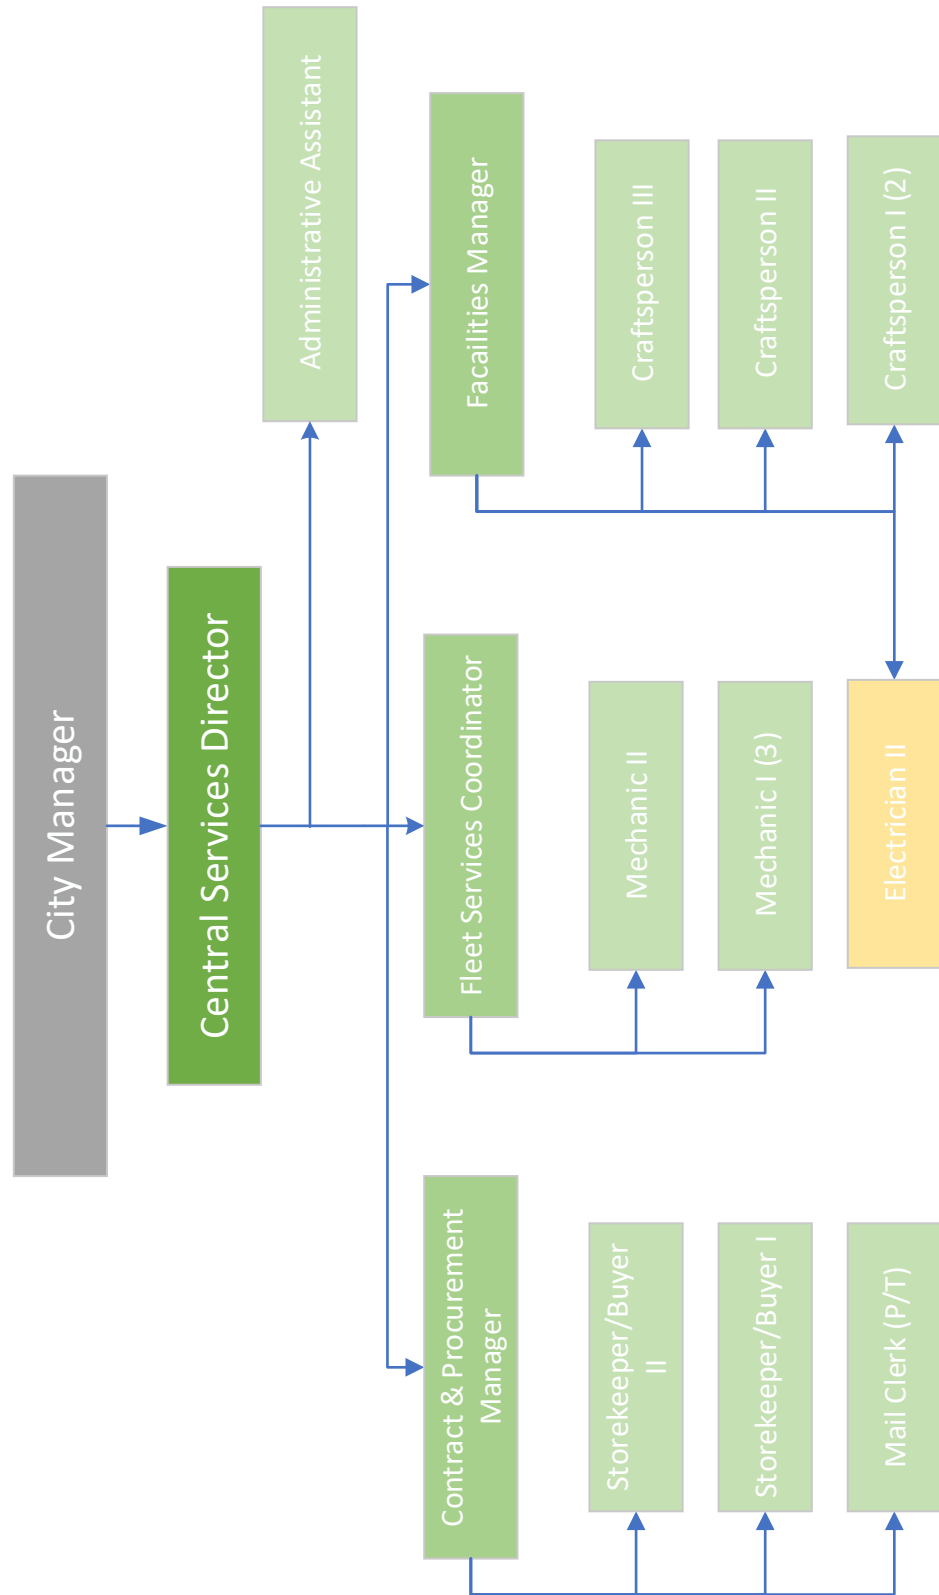 City Manager
Central Services Director
Administrative Assistant
Contract & Procurement
Manager
Fleet Services Coordinator
Facailities Manager
Storekeeper/Buyer
II
Storekeeper/Buyer I
Mail Clerk (P/T)
Mechanic II
Mechanic I (3)
Electrician II
Craftsperson III
Craftsperson II
Craftsperson I (2)